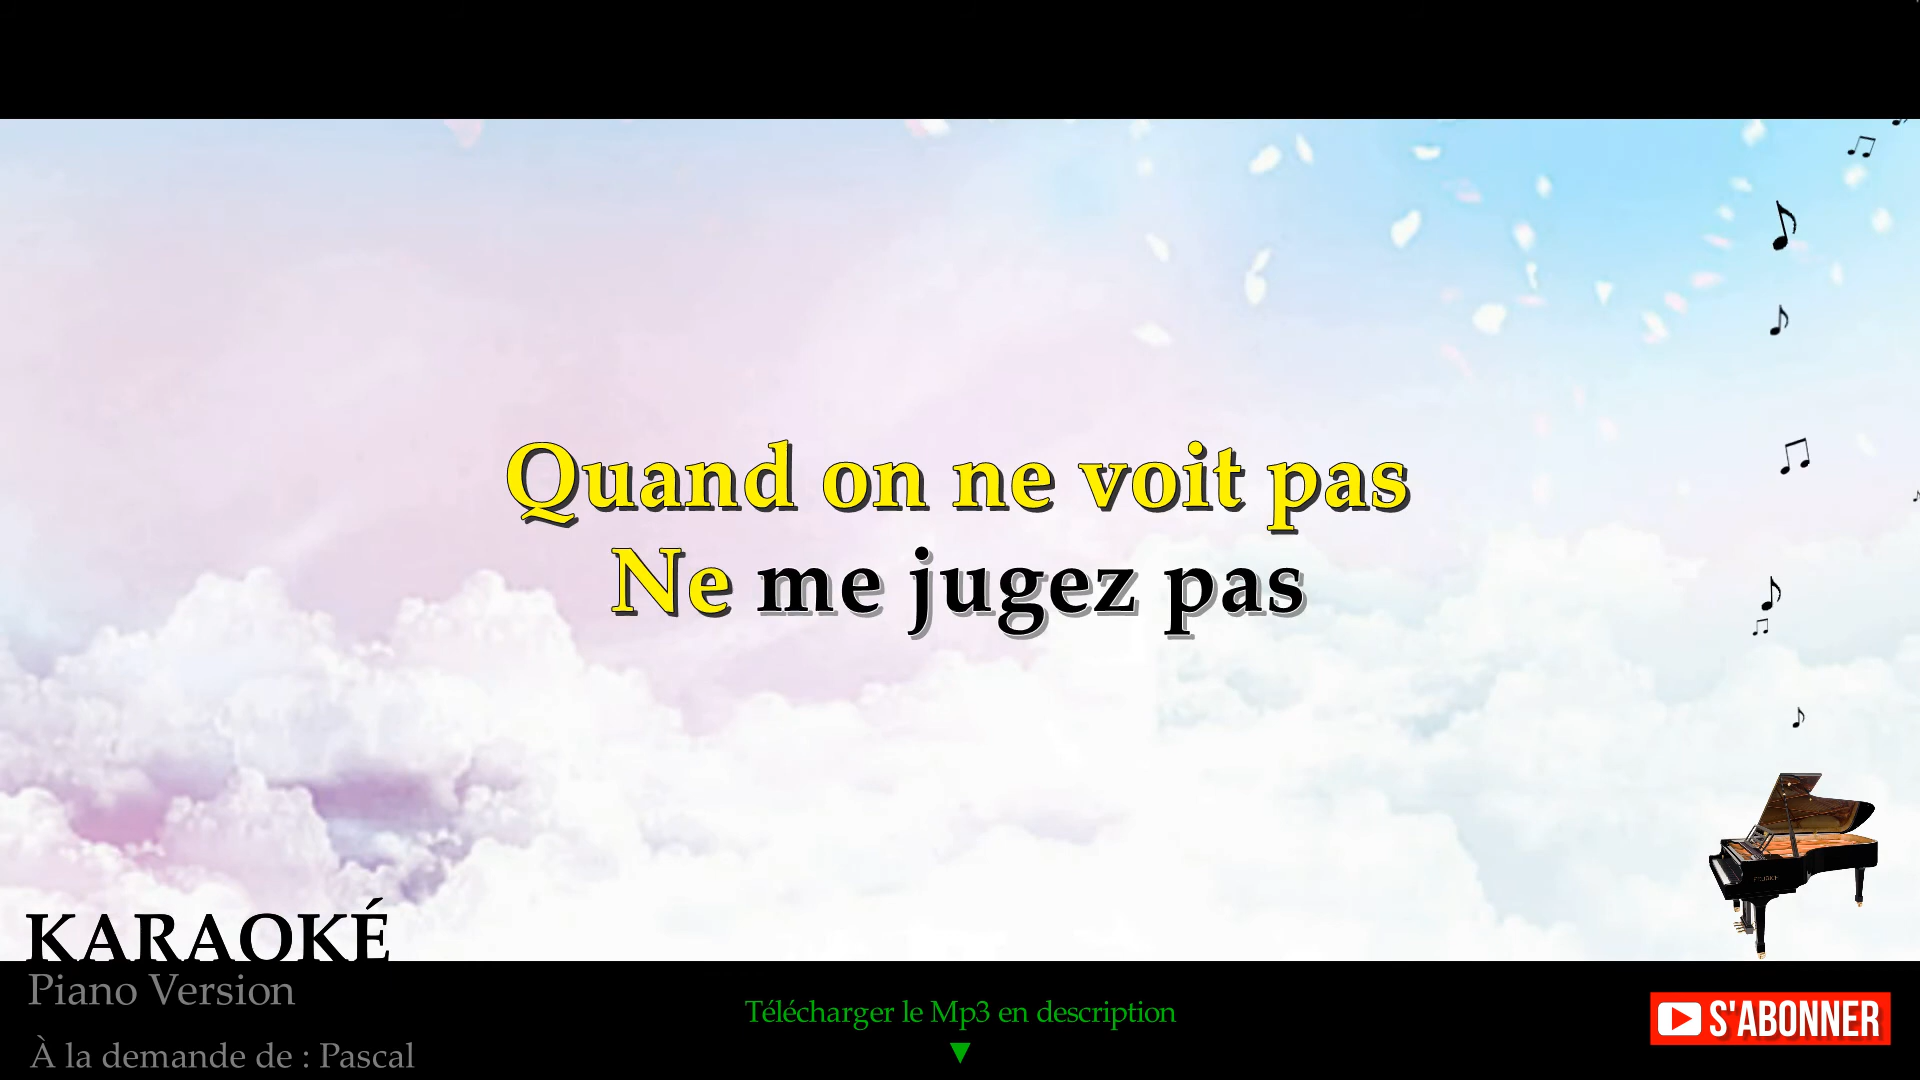 Quand on ne voit pas
Ne me jugez pas
KARAOKÉ
Piano Version
À la demande de : Pascal
Télécharger le Mp3 en description
S'ABONNER